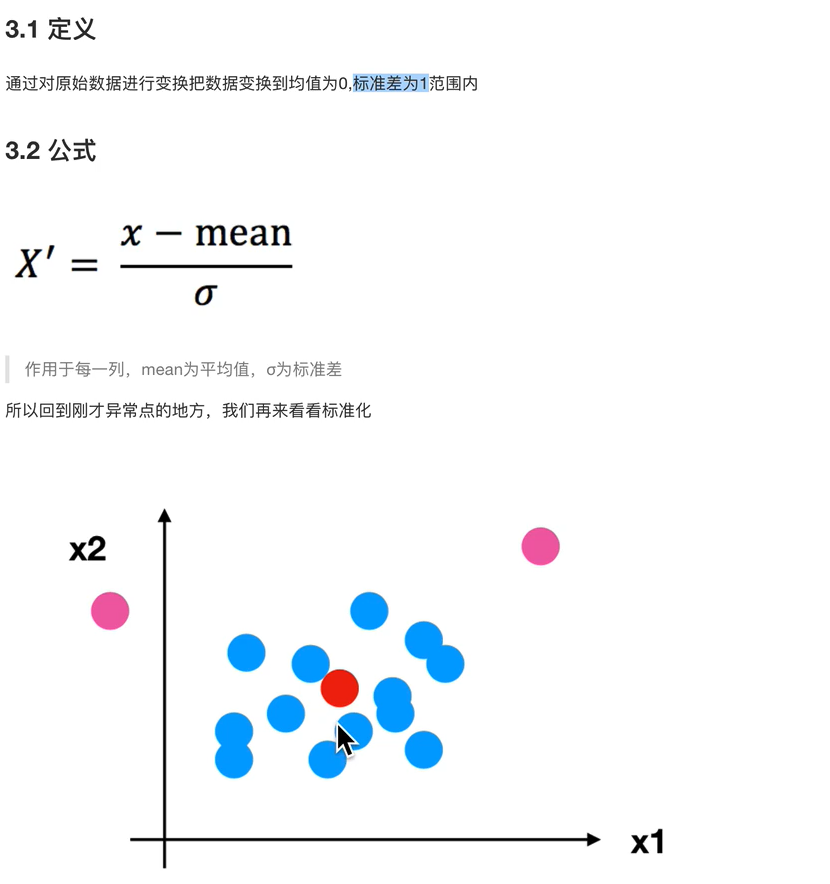 3.1 定义
通过对原始数据进行变换把数据变换到均值为0,标准差为1范围内
3.2 公式
X′ = (x − mean) / σ
作用于每一列，mean为平均值，σ为标准差
所以回到刚才异常点的地方，我们再来看看标准化
x2
x1